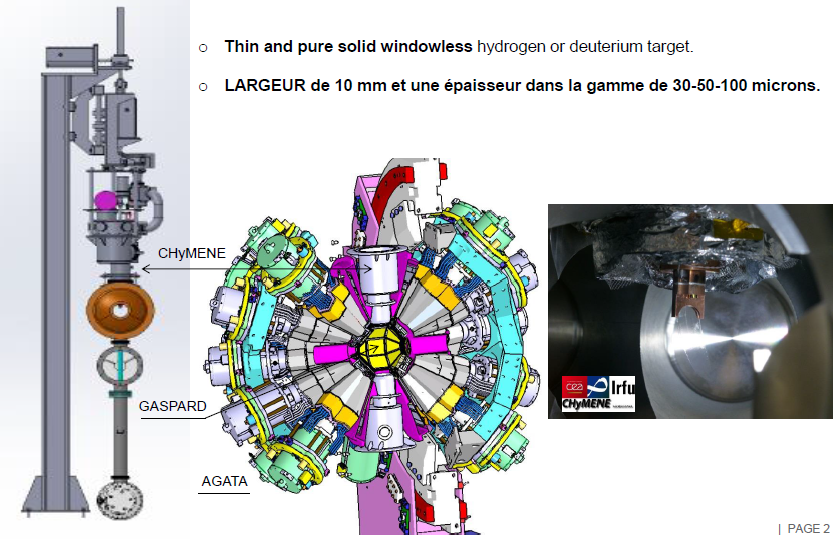 Thin and pure solid windowless hydrogen or deuterium target.
LARGEUR de 10 mm et une épaisseur dans la gamme de 30-50-100 microns.
CHyMENE
GASPARD
AGATA
cea Irfu
CHyMENE
| PAGE 2